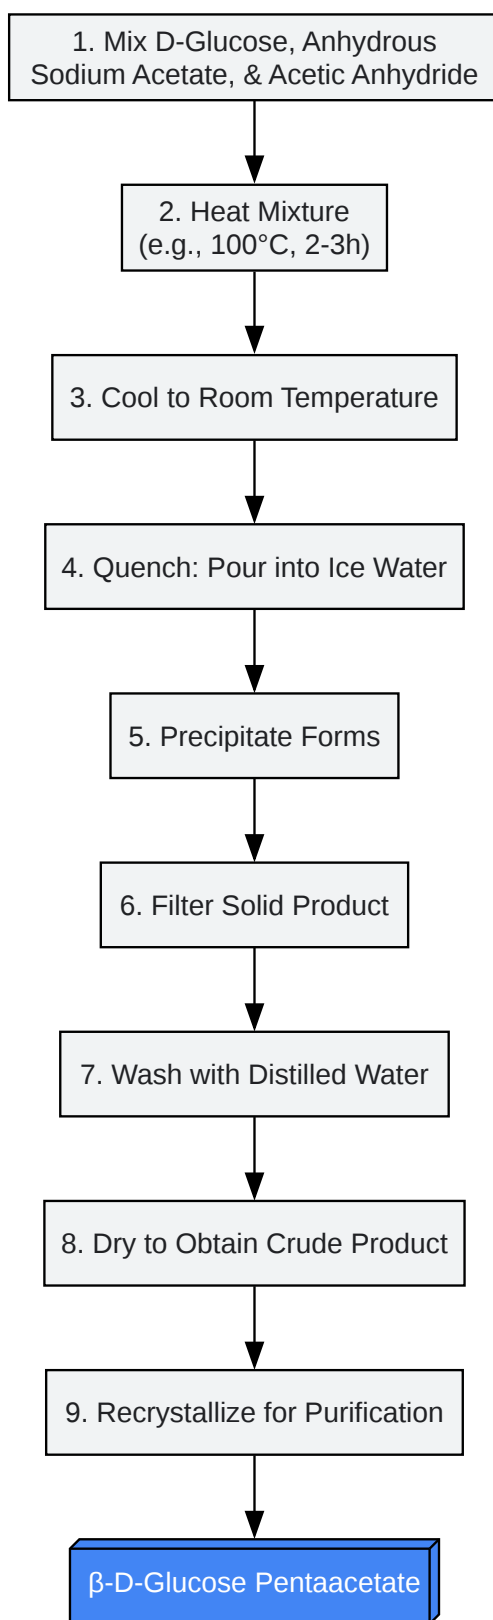 1. Mix D-Glucose, Anhydrous
Sodium Acetate, & Acetic Anhydride
2. Heat Mixture
(e.g., 100°C, 2-3h)
3. Cool to Room Temperature
4. Quench: Pour into Ice Water
5. Precipitate Forms
6. Filter Solid Product
7. Wash with Distilled Water
8. Dry to Obtain Crude Product
9. Recrystallize for Purification
β-D-Glucose Pentaacetate